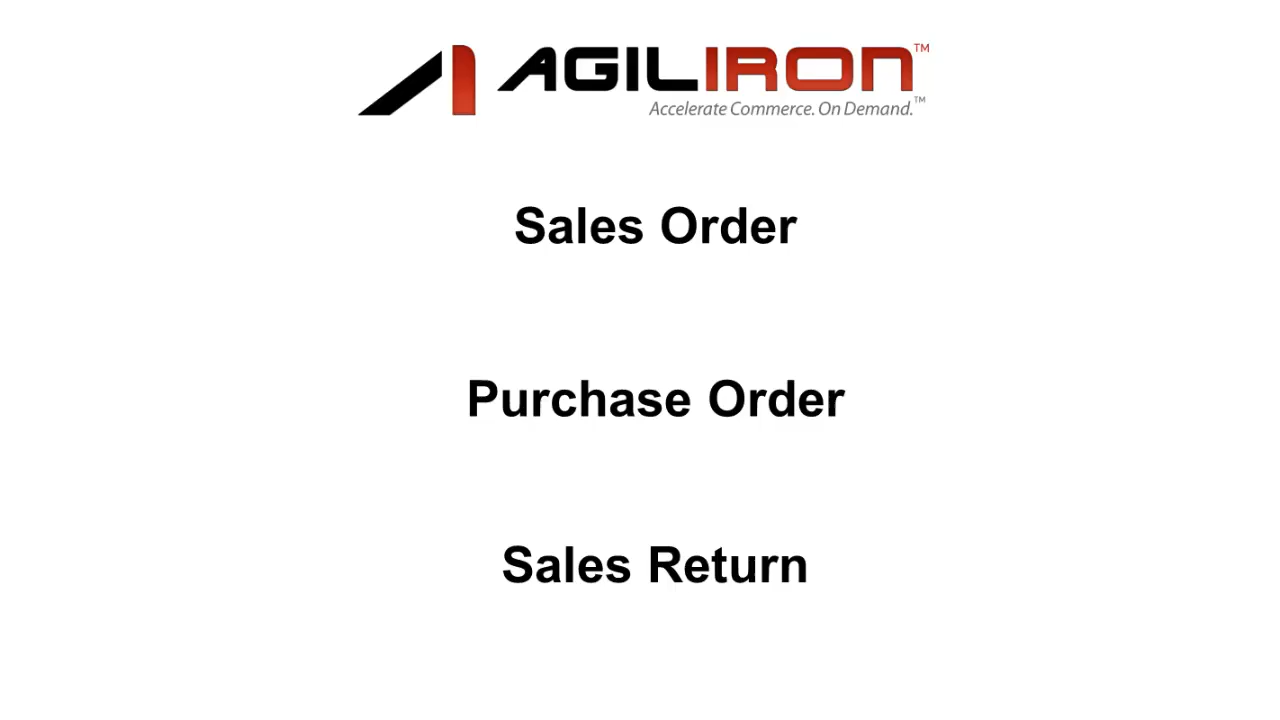 AGILIRON™
Accelerate Commerce. On Demand.™
Sales Order
Purchase Order
Sales Return